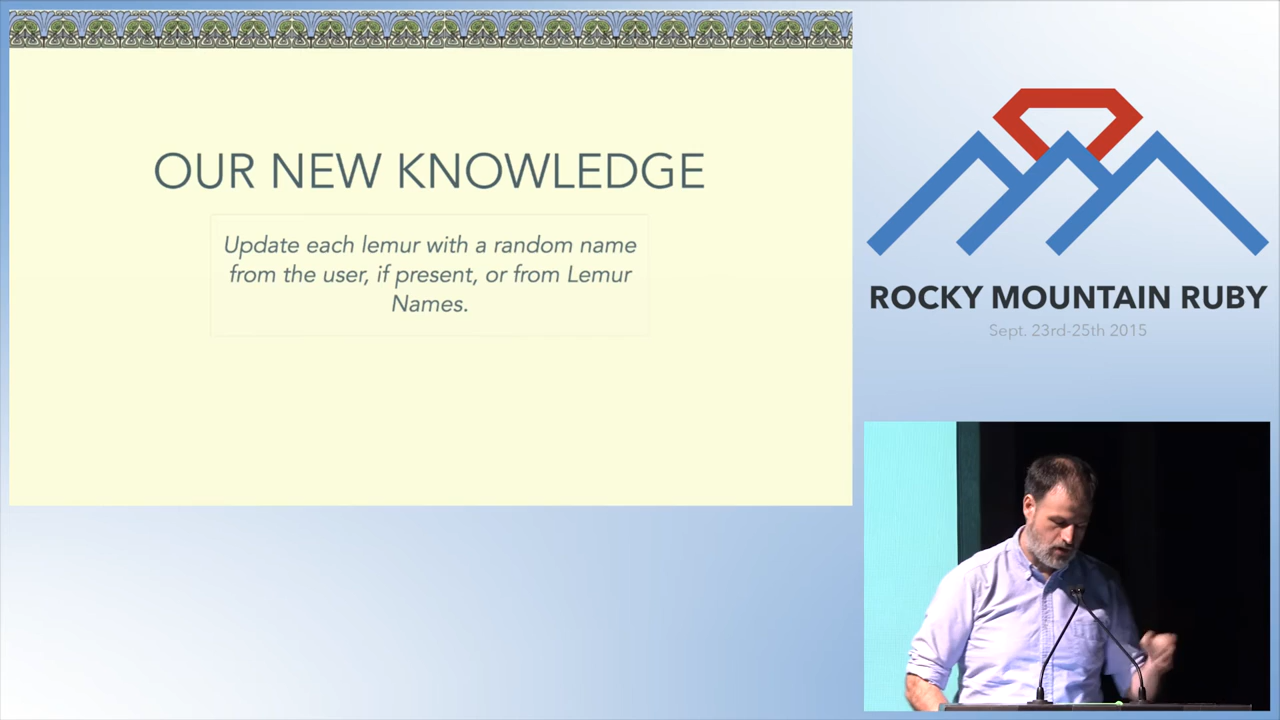 OUR NEW KNOWLEDGE
Update each lemur with a random name
from the user, if present, or from Lemur
Names.
ROCKY MOUNTAIN RUBY
Sept. 23rd-25th 2015